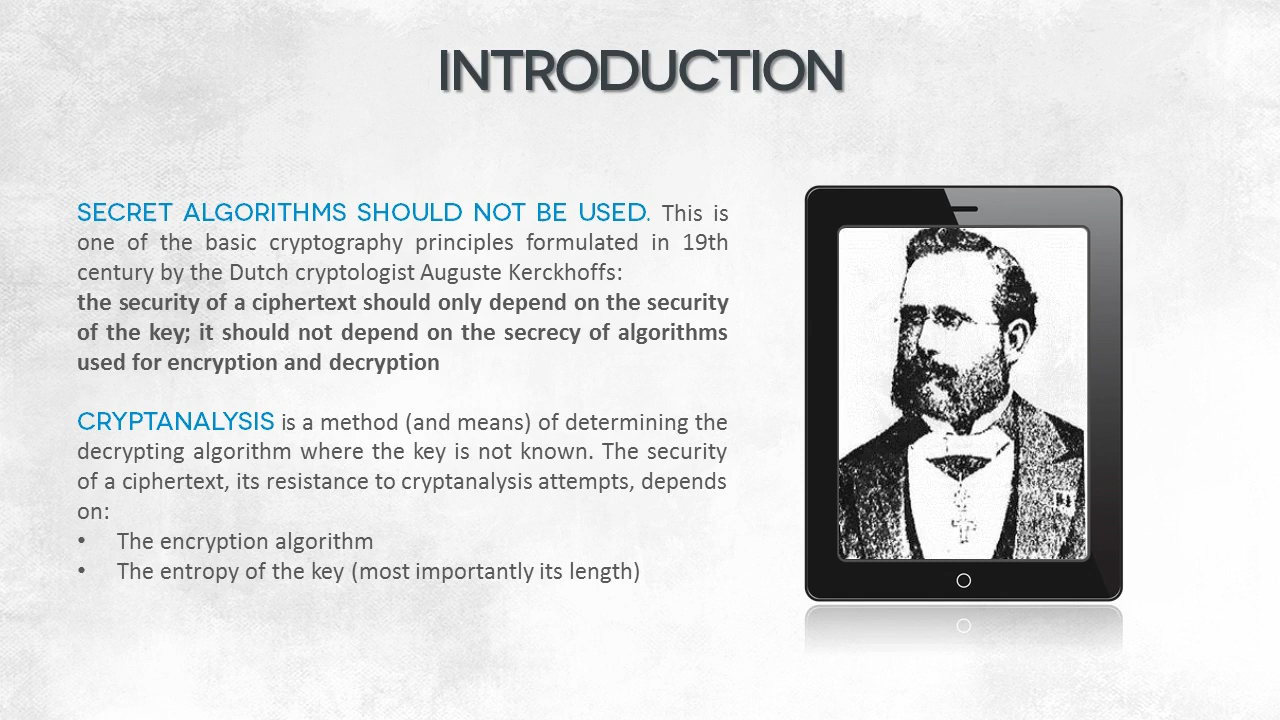 INTRODUCTION
SECRET ALGORITHMS SHOULD NOT BE USED. This is
one of the basic cryptography principles formulated in 19th
century by the Dutch cryptologist Auguste Kerckhoffs:
the security of a ciphertext should only depend on the security
of the key; it should not depend on the secrecy of algorithms
used for encryption and decryption
CRYPTANALYSIS is a method (and means) of determining the
decrypting algorithm where the key is not known. The security
of a ciphertext, its resistance to cryptanalysis attempts, depends
on:
• The encryption algorithm
• The entropy of the key (most importantly its length)